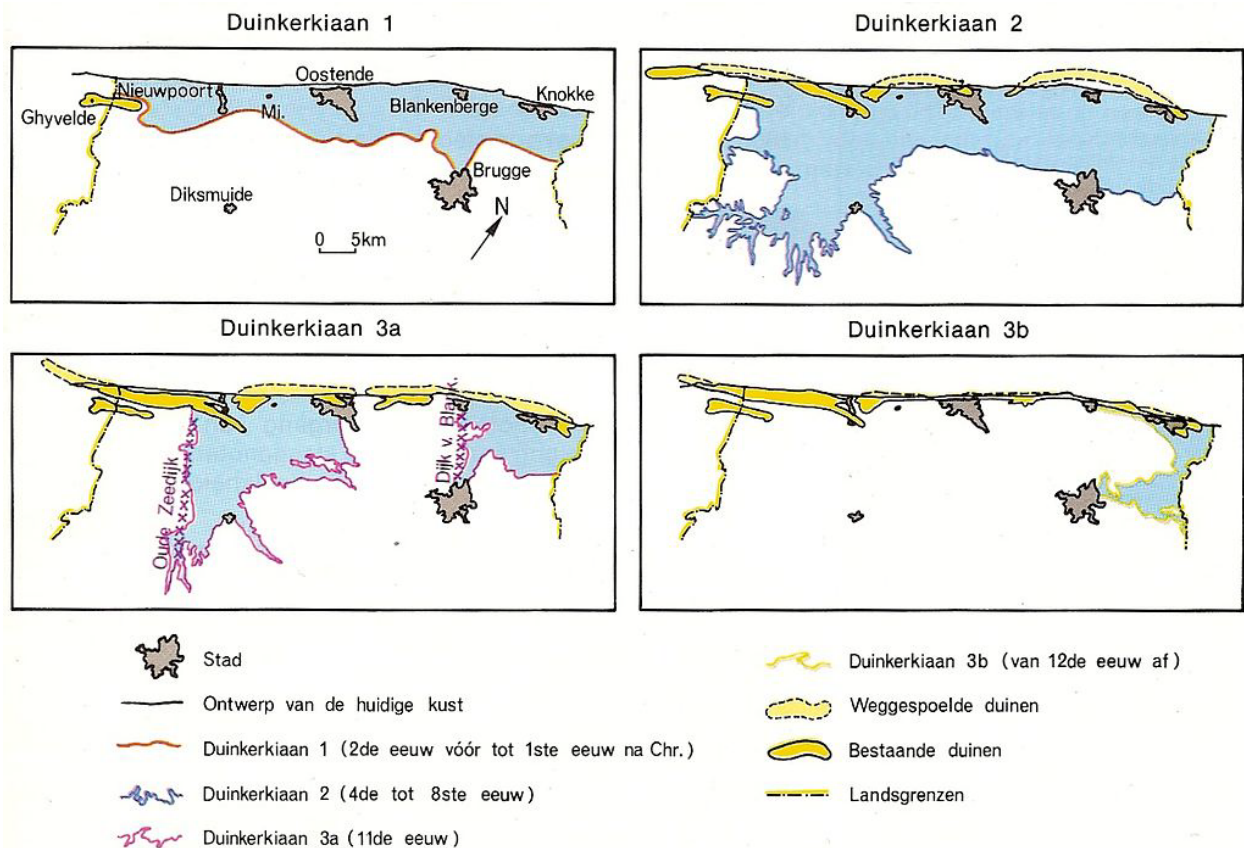 Duinkerkiaan 1
Duinkerkiaan 2
Nieuwpoort
Oostende
Mi.
Blankenberge
Knokke
Ghyvelde
Brugge
Diksmuide
N
0 5km
Duinkerkiaan 3a
Duinkerkiaan 3b
Oude Zeedijk
Dijk v. Blank.
Stad
Ontwerp van de huidige kust
Duinkerkiaan 1 (2de eeuw vóór tot 1ste eeuw na Chr.)
Duinkerkiaan 2 (4de tot 8ste eeuw)
Duinkerkiaan 3a (11de eeuw)
Duinkerkiaan 3b (van 12de eeuw af)
Weggespoelde duinen
Bestaande duinen
Landsgrenzen